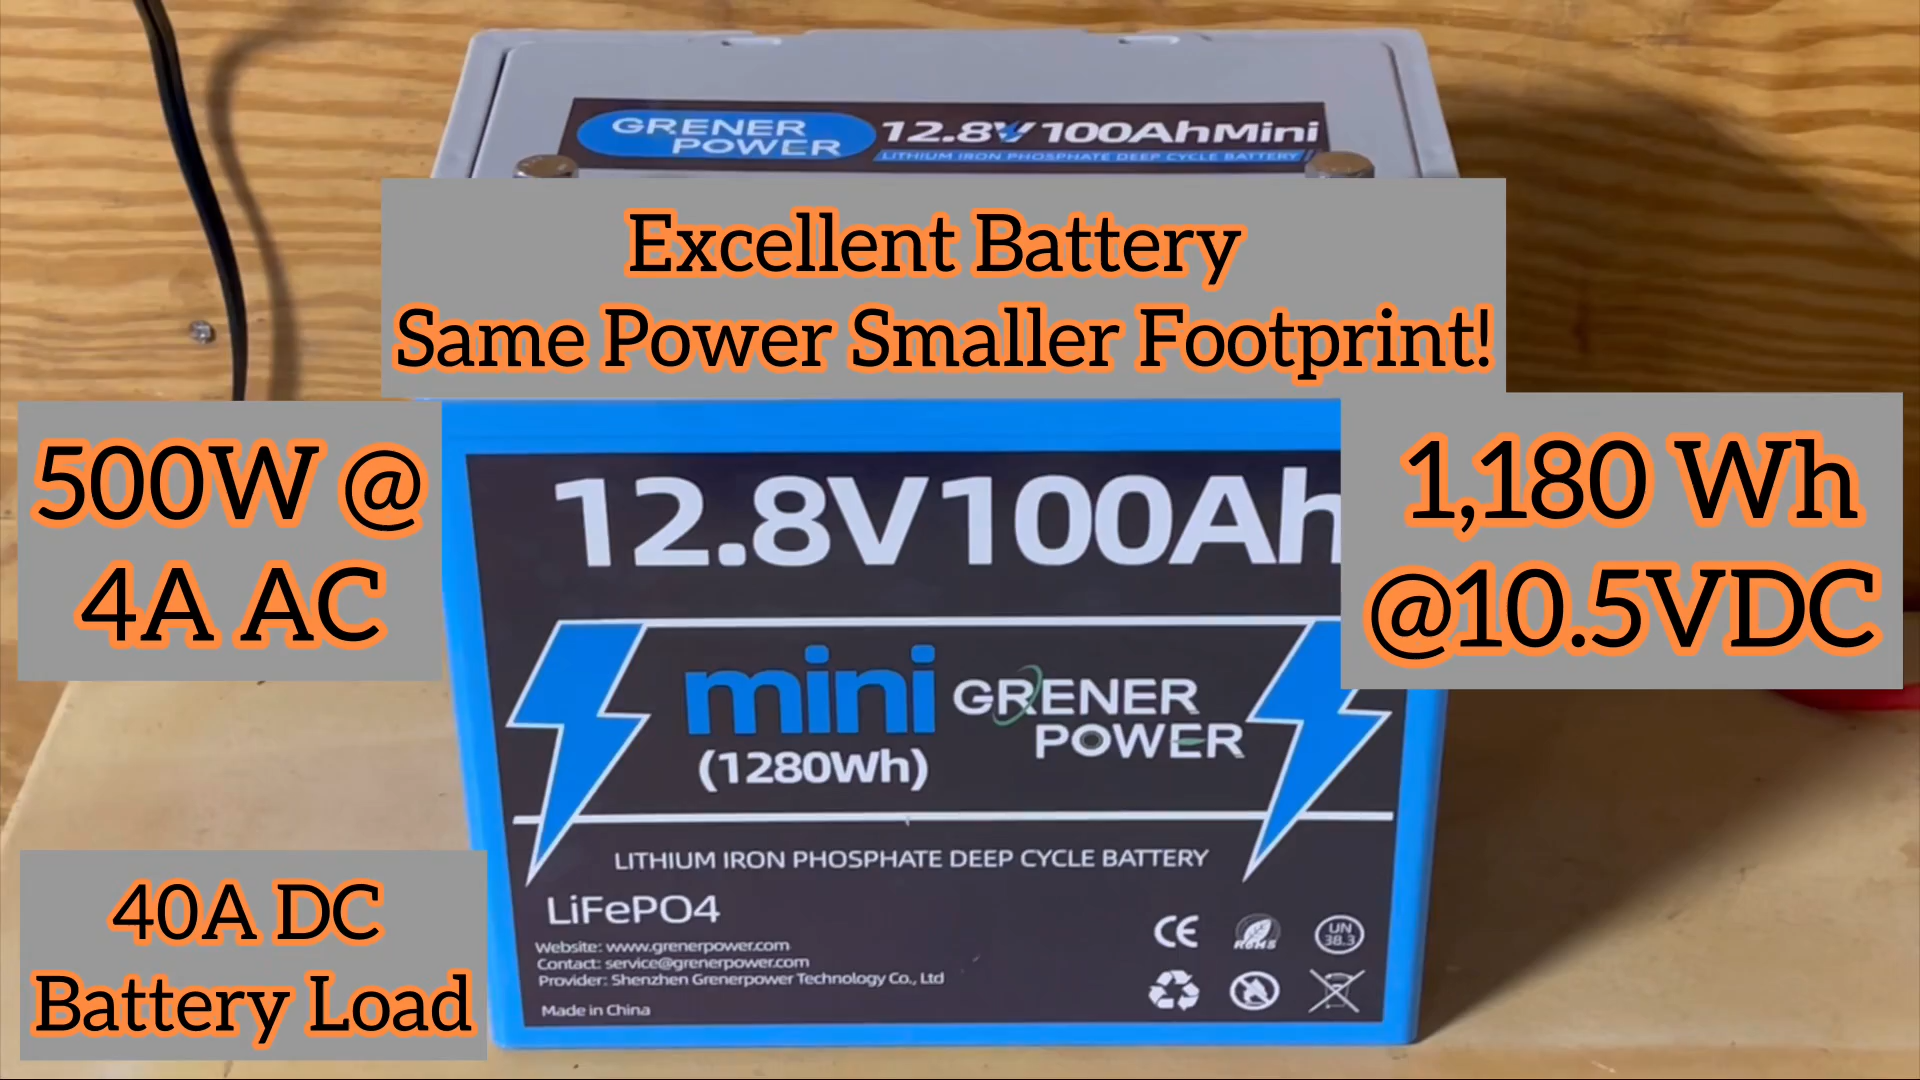 GRENER
POWER
12.8V 100AhMini
LITHIUM IRON PHOSPHATE DEEP CYCLE BATTERY
Excellent Battery
Same Power Smaller Footprint!
500W @
4A AC
1,180 Wh
@10.5VDC
12.8V100Ah
mini
(1280Wh)
GRENER
POWER
LITHIUM IRON PHOSPHATE DEEP CYCLE BATTERY
LiFePO4
Website: www.grenerpower.com
Contact: service@grenerpower.com
Provider: Shenzhen Grenerpower Technology Co., Ltd
Made in China
CE
RoHS
UN
38.3
40A DC
Battery Load